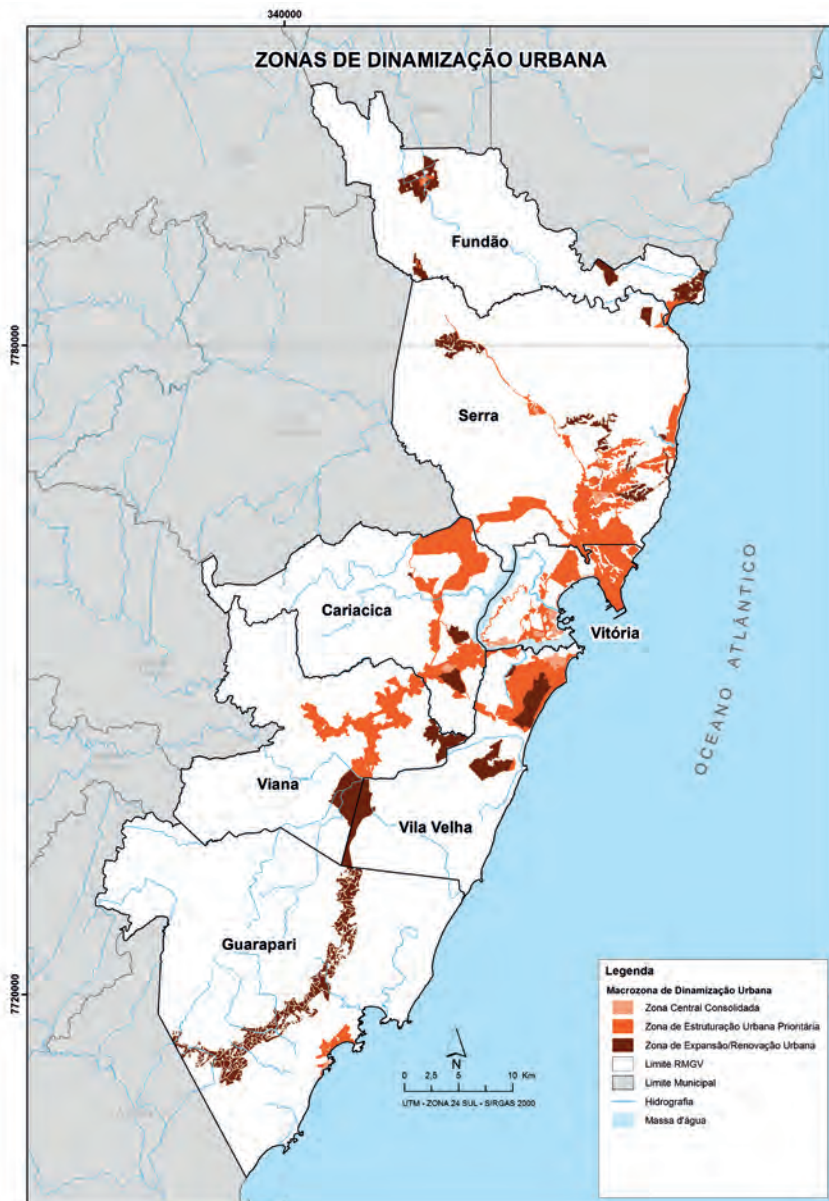 340000
ZONAS DE DINAMIZAÇÃO URBANA
Fundão
7780000
Serra
Cariacica
Vitória
OCEANO ATLÂNTICO
Viana
Vila Velha
Guarapari
7720000
N
0 2,5 5 10 Km
UTM - ZONA 24 SUL - S/RGAS 2000
Legenda
Macrozona de Dinamização Urbana
Zona Central Consolidada
Zona de Estruturação Urbana Prioritária
Zona de Expansão/Renovação Urbana
Limite RMGV
Limite Municipal
Hidrografia
Massa d'água